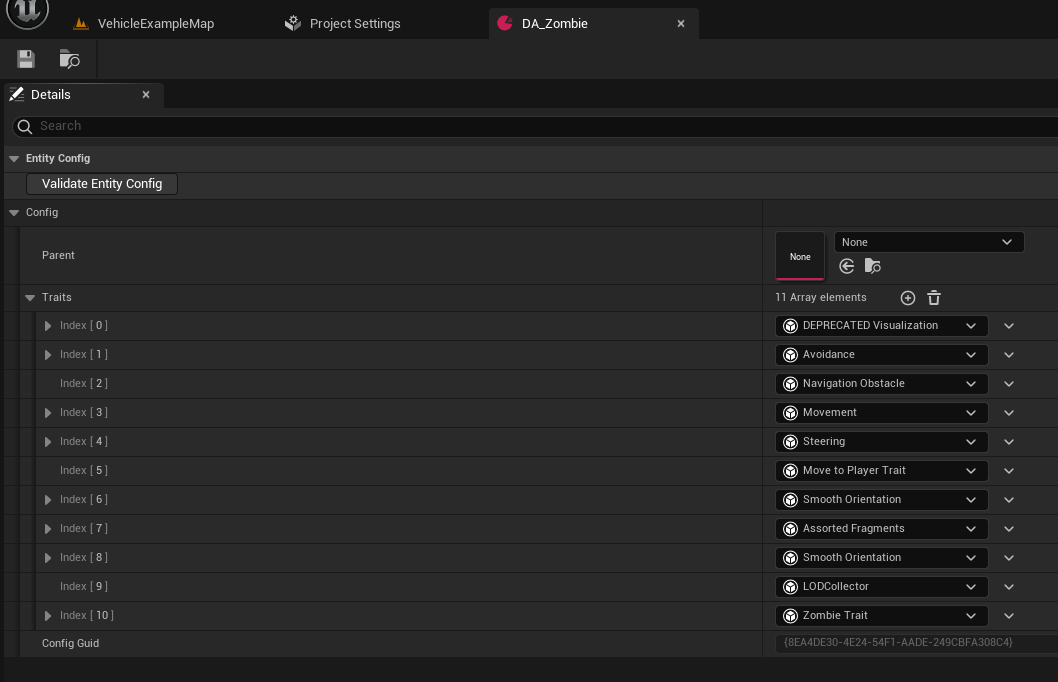 VehicleExampleMap Project Settings DA_Zombie
Details
Search
Entity Config
Validate Entity Config
Config
Parent None None
Traits 11 Array elements
Index [ 0 ] DEPRECATED Visualization
Index [ 1 ] Avoidance
Index [ 2 ] Navigation Obstacle
Index [ 3 ] Movement
Index [ 4 ] Steering
Index [ 5 ] Move to Player Trait
Index [ 6 ] Smooth Orientation
Index [ 7 ] Assorted Fragments
Index [ 8 ] Smooth Orientation
Index [ 9 ] LODCollector
Index [ 10 ] Zombie Trait
Config Guid {8EA4DE30-4E24-54F1-AADE-249CBFA308C4}